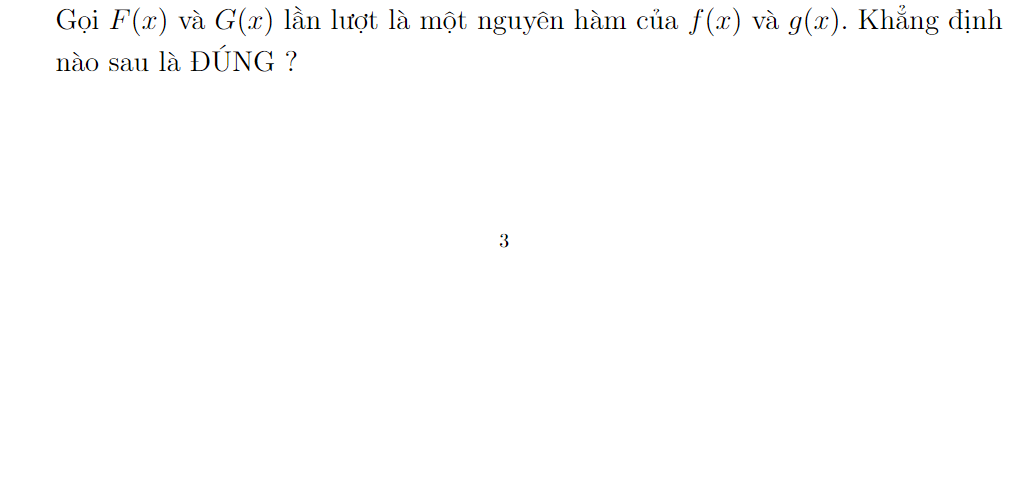 Gọi F(x) và G(x) lần lượt là một nguyên hàm của f(x) và g(x). Khẳng định
nào sau là ĐÚNG ?
3